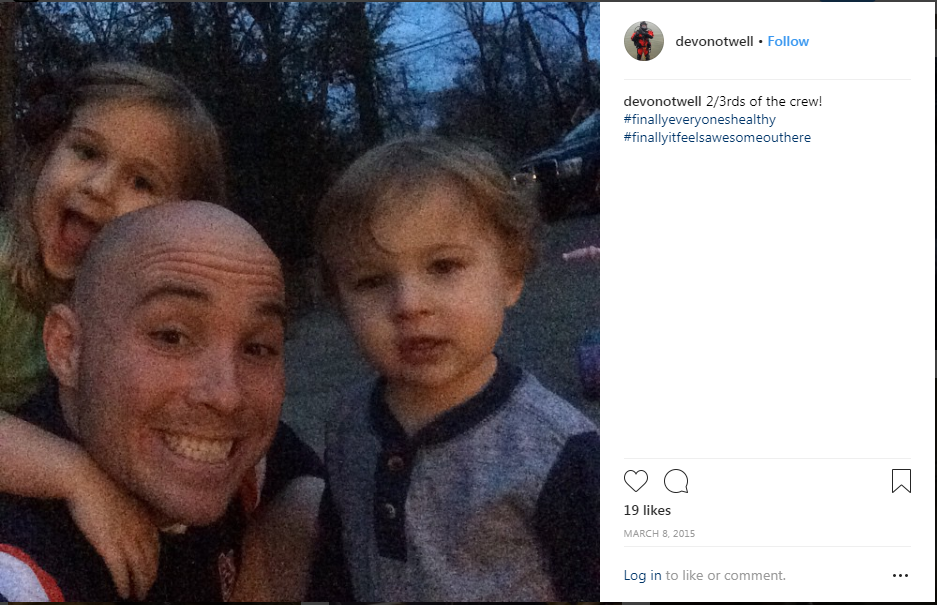 devonotwell • Follow
devonotwell 2/3rds of the crew!
#finallyeveryoneshealthy
#finallyitfeelsawesomeouthere
19 likes
MARCH 8, 2015
Log in to like or comment.